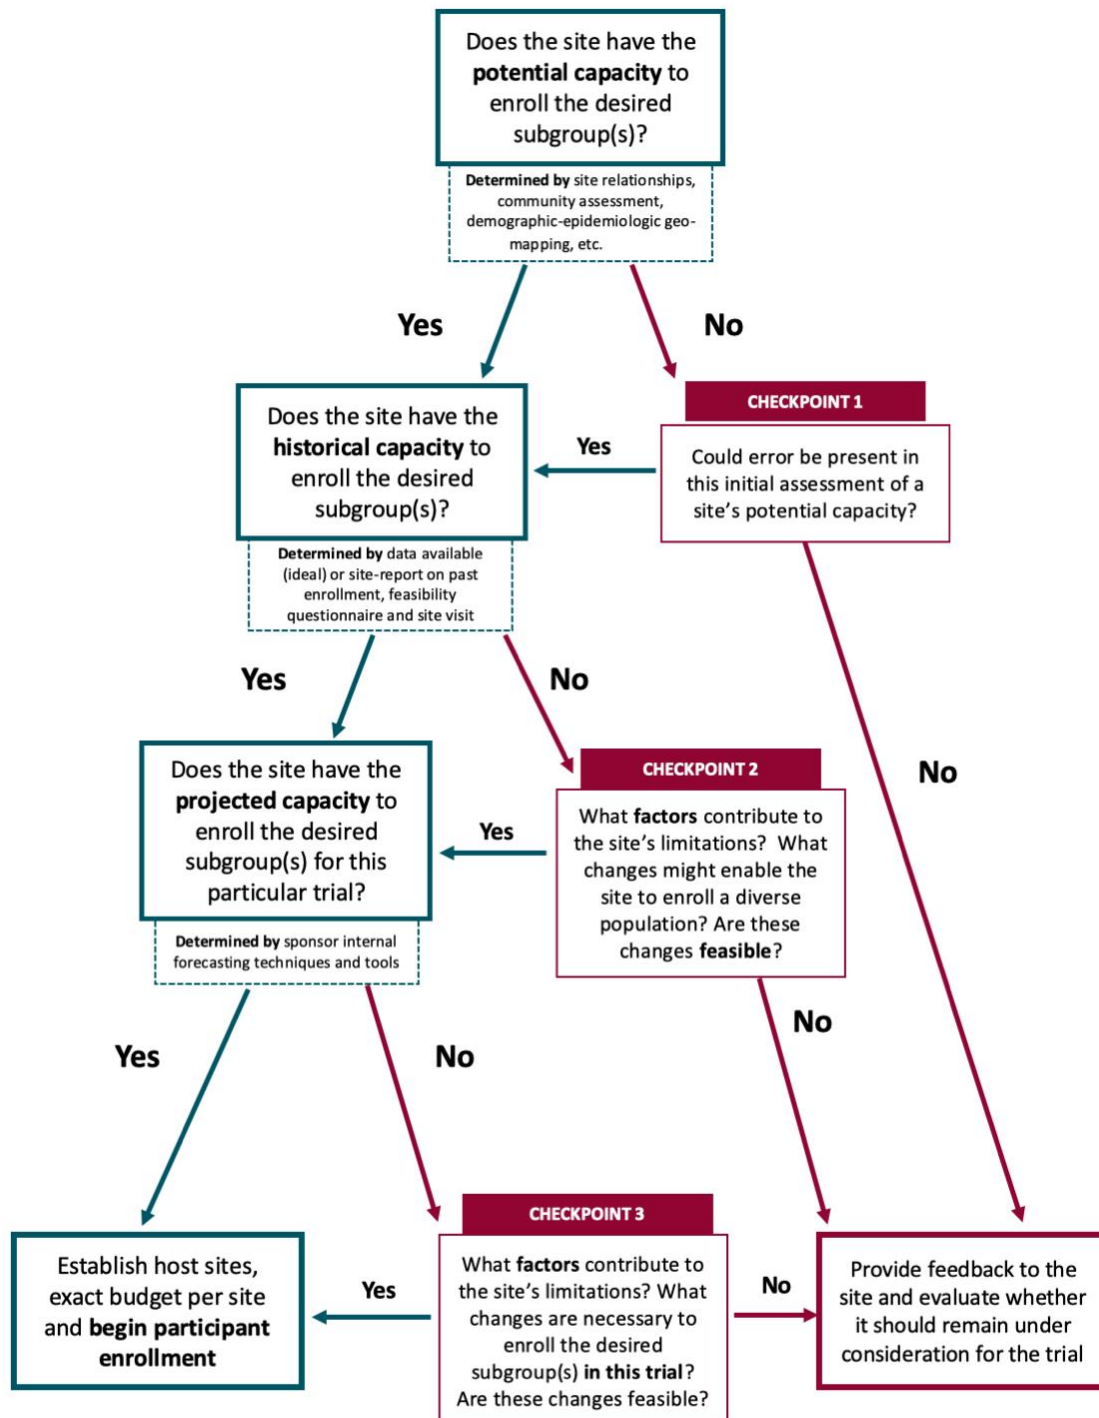 Does the site have the
potential capacity to
enroll the desired
subgroup(s)?
Determined by site relationships,
community assessment,
demographic-epidemiologic geo-
mapping, etc.
Yes
No
Does the site have the
historical capacity to
enroll the desired
subgroup(s)?
Determined by data available
(ideal) or site-report on past
enrollment, feasibility
questionnaire and site visit
Yes
CHECKPOINT 1
Could error be present in
this initial assessment of a
site's potential capacity?
Yes
No
No
Does the site have the
projected capacity to
enroll the desired
subgroup(s) for this
particular trial?
Determined by sponsor internal
forecasting techniques and tools
Yes
CHECKPOINT 2
What factors contribute to
the site's limitations? What
changes might enable the
site to enroll a diverse
population? Are these
changes feasible?
Yes
No
No
Establish host sites,
exact budget per site
and begin participant
enrollment
Yes
CHECKPOINT 3
What factors contribute to
the site's limitations? What
changes are necessary to
enroll the desired
subgroup(s) in this trial?
Are these changes feasible?
No
Provide feedback to the
site and evaluate whether
it should remain under
consideration for the trial